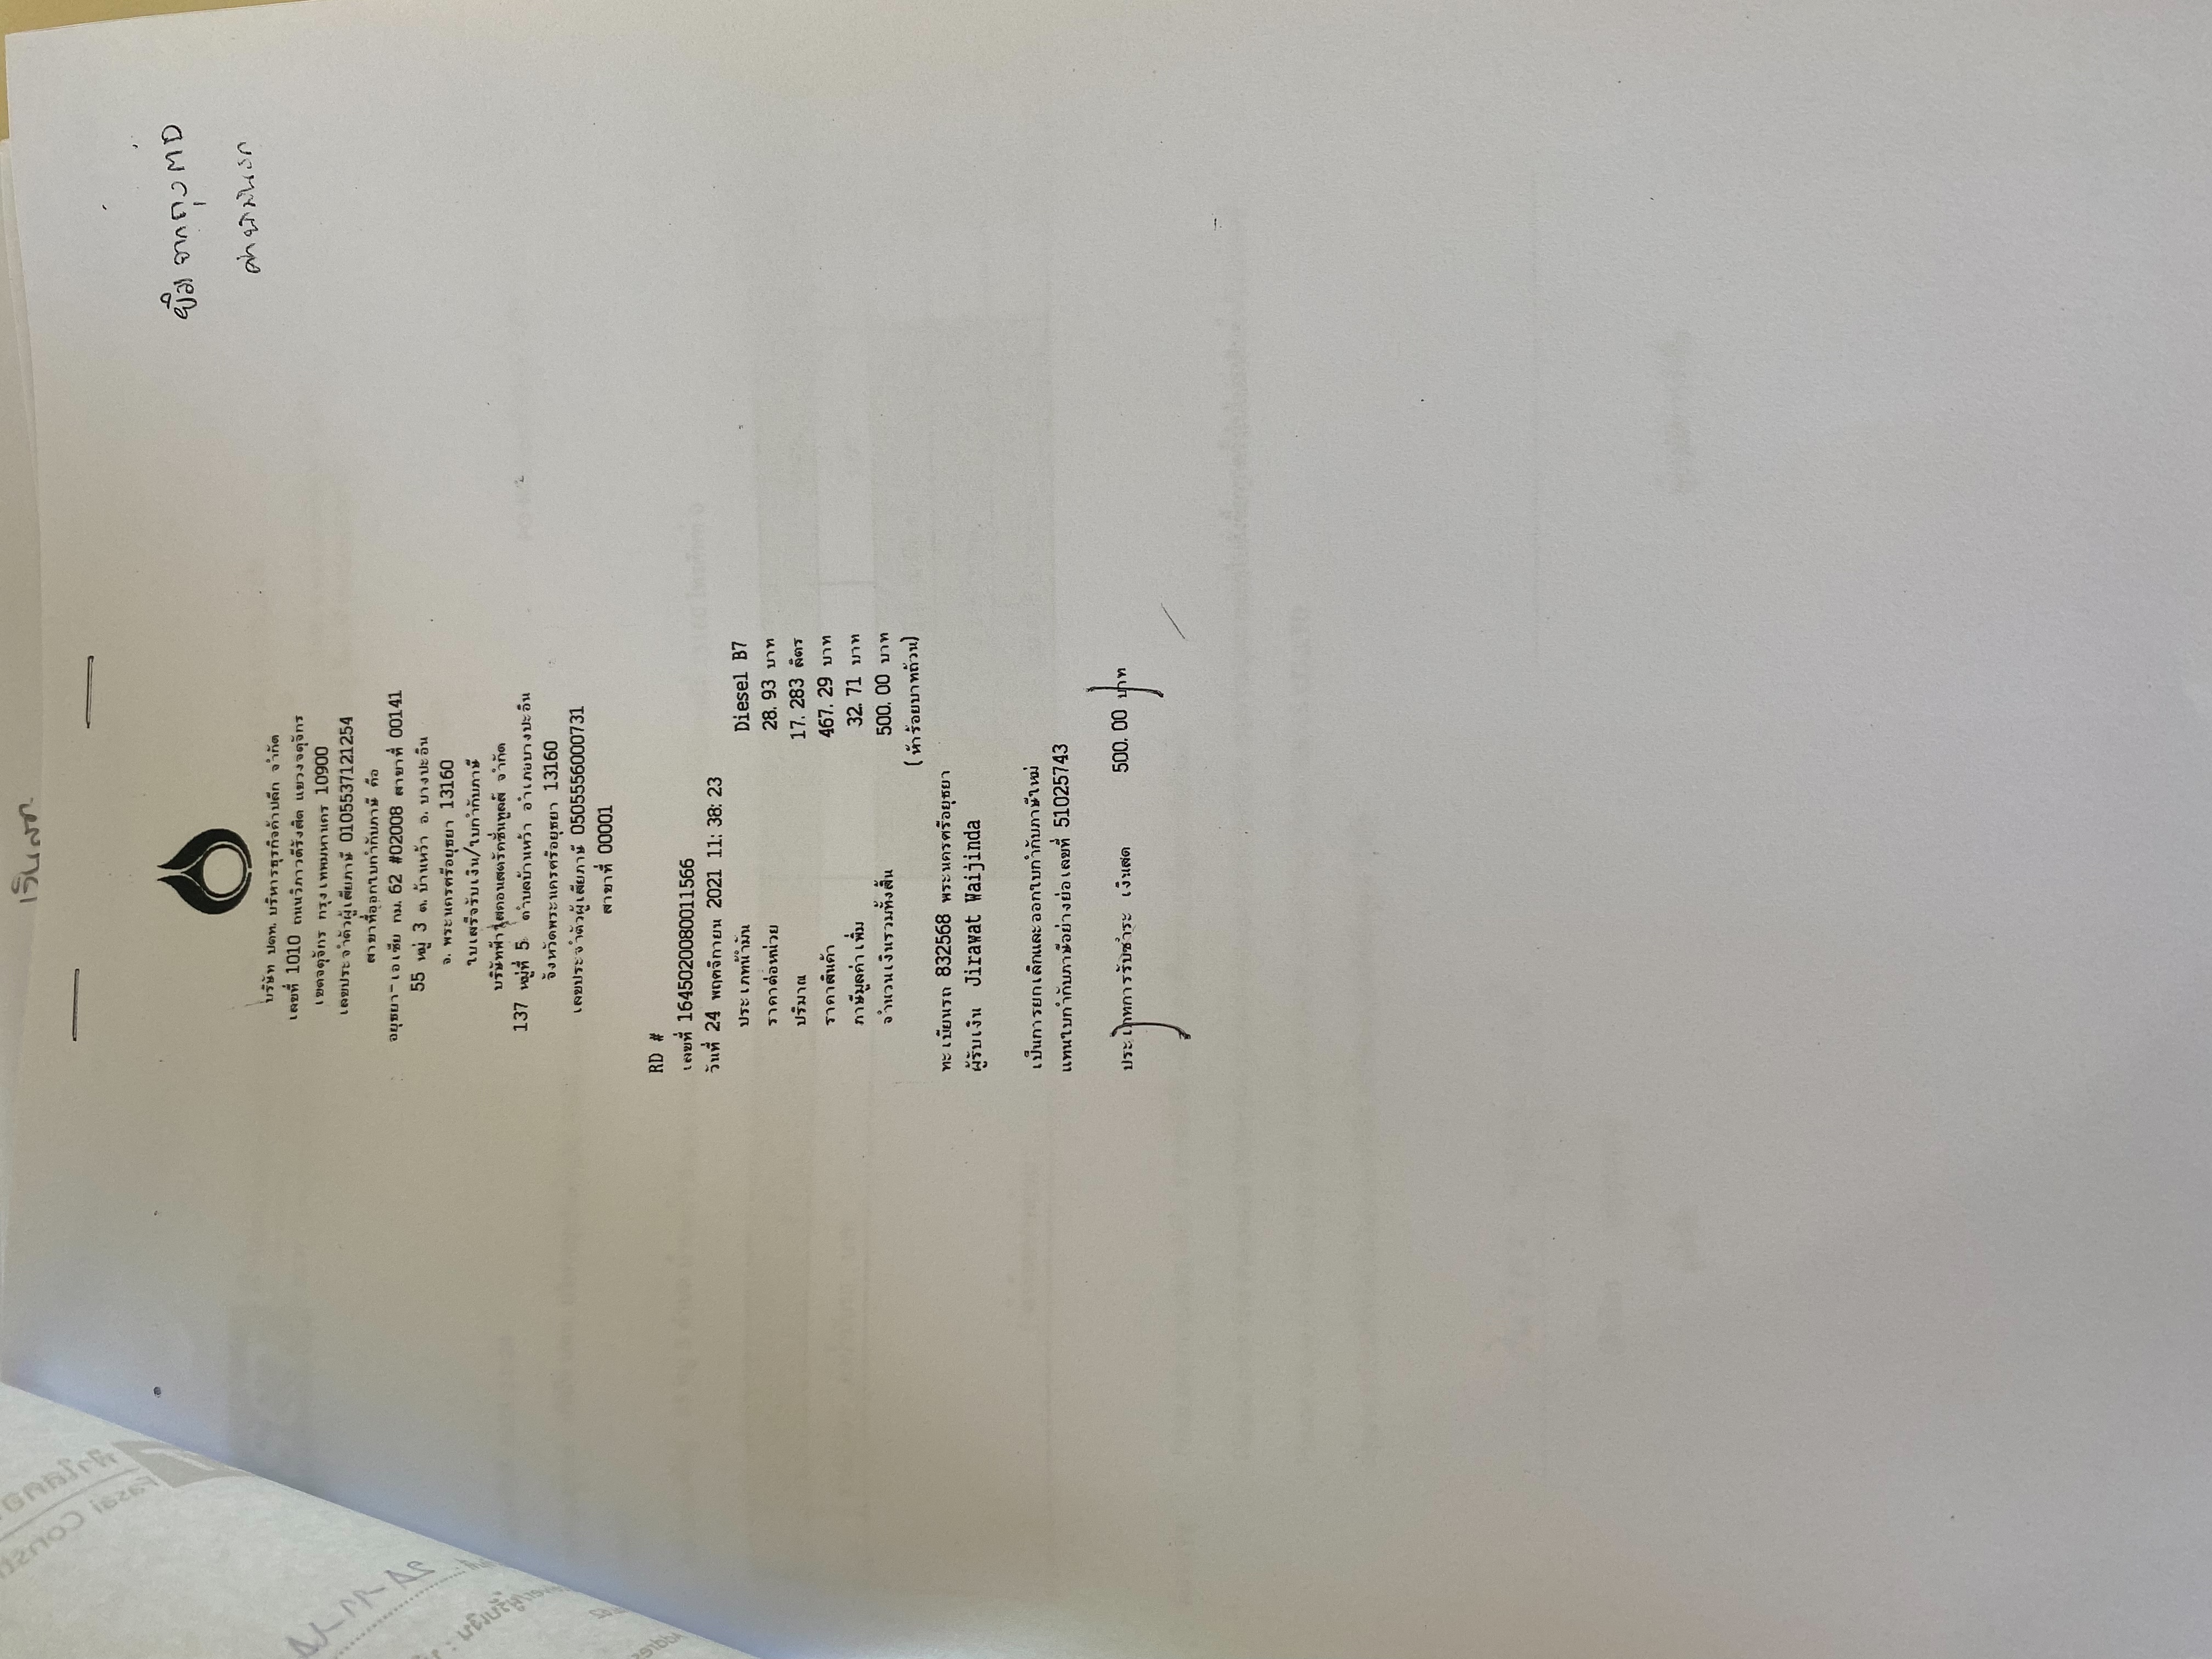 เงินสด
ยืม จากถุง MD
ค่าน้ำมันรถ
บริษัท ปตท. บริหารธุรกิจค้าปลีก จำกัด
เลขที่ 1010 ถนนวิภาวดีรังสิต แขวงจตุจักร
เขตจตุจักร กรุงเทพมหานคร 10900
เลขประจำตัวผู้เสียภาษี 0105537121254
สาขาที่ออกใบกำกับภาษี คือ
อยุธยา-เอเซีย กม. 62 #02008 สาขาที่ 00141
55 หมู่ 3 ต. บ้านหว้า อ. บางปะอิน
จ. พระนครศรีอยุธยา 13160
ใบเสร็จรับเงิน/ใบกำกับภาษี
บริษัทฟ้าใสคอนสตรัคชั่นทูลส์ จำกัด
137 หมู่ที่ 5 ตำบลบ้านหว้า อำเภอบางปะอิน
จังหวัดพระนครศรีอยุธยา 13160
เลขประจำตัวผู้เสียภาษี 0505556000731
สาขาที่ 00001
RD #
เลขที่ 1645020080011566
วันที่ 24 พฤศจิกายน 2021 11:38:23
ประเภทน้ำมัน Diesel B7
ราคาต่อหน่วย 28.93 บาท
ปริมาณ 17.283 ลิตร
ราคาสินค้า 467.29 บาท
ภาษีมูลค่าเพิ่ม 32.71 บาท
จำนวนเงินรวมทั้งสิ้น 500.00 บาท
(ห้าร้อยบาทถ้วน)
ทะเบียนรถ 832568 พระนครศรีอยุธยา
ผู้รับเงิน Jirawat Waijinda
เป็นการยกเลิกและออกใบกำกับภาษีใหม่
แทนใบกำกับภาษีอย่างย่อเลขที่ 51025743
ประเภทการรับชำระ เงินสด 500.00 บาท